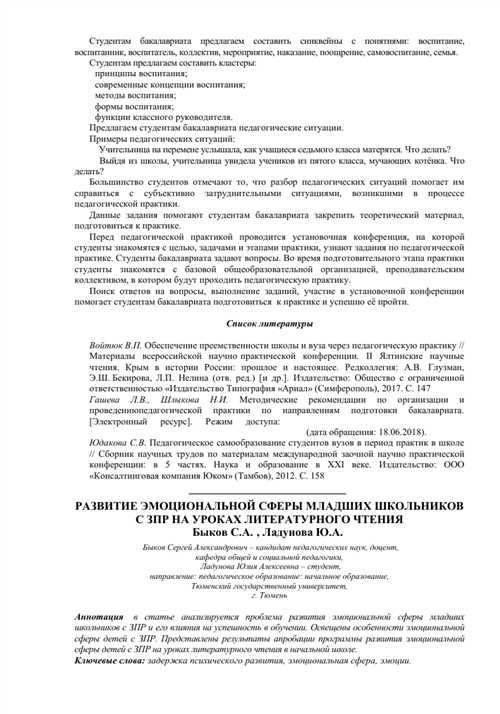 Студентам бакалавриата предлагаем составить синквейны с понятиями: воспитание,
воспитанник, воспитатель, коллектив, мероприятие, наказание, поощрение, самовоспитание, семья.
Студентам предлагаем составить кластеры:
принципы воспитания;
современные концепции воспитания;
методы воспитания;
формы воспитания;
функции классного руководителя.
Предлагаем студентам бакалавриата педагогические ситуации.
Примеры педагогических ситуаций:
Учительница на перемене услышала, как учащиеся седьмого класса матерятся. Что делать?
Выйдя из школы, учительница увидела учеников из пятого класса, мучающих котёнка. Что
делать?
Большинство студентов отмечают то, что разбор педагогических ситуаций помогает им
справиться с субъективно затруднительными ситуациями, возникшими в процессе
педагогической практики.
Данные задания помогают студентам бакалавриата закрепить теоретический материал,
подготовиться к практике.
Перед педагогической практикой проводится установочная конференция, на которой
студенты знакомятся с целью, задачами и этапами практики, узнают задания по педагогической
практике. Студенты бакалавриата задают вопросы. Во время подготовительного этапа практики
студенты знакомятся с базовой общеобразовательной организацией, преподавательским
коллективом, в котором будут проходить педагогическую практику.
Поиск ответов на вопросы, выполнение заданий, участие в установочной конференции
помогает студентам бакалавриата подготовиться к практике и успешно её пройти.
Список литературы
Войтюк В.П. Обеспечение преемственности школы и вуза через педагогическую практику //
Материалы всероссийской научно практической конференции. II Ялтинские научные
чтения. Крым в истории России: прошлое и настоящее. Редколлегия: А.В. Глузман,
Э.Ш. Бекирова, Л.П. Нелина (отв. ред.) [и др.]. Издательство: Общество с ограниченной
ответственностью «Издательство Типография «Ариал» (Симферополь), 2017. С. 147
Гашева Л.В., Шлыкова Н.И. Методические рекомендации по организации и
проведениюпедагогической практики по направлениям подготовки бакалавриата.
[Электронный ресурс]. Режим доступа:
(дата обращения: 18.06.2018).
Юдакова С.В. Педагогическое самообразование студентов вузов в период практик в школе
// Сборник научных трудов по материалам международной заочной научно практической
конференции: в 5 частях. Наука и образование в XXI веке. Издательство: ООО
«Консалтинговая компания Юком» (Тамбов), 2012. С. 158
РАЗВИТИЕ ЭМОЦИОНАЛЬНОЙ СФЕРЫ МЛАДШИХ ШКОЛЬНИКОВ
С ЗПР НА УРОКАХ ЛИТЕРАТУРНОГО ЧТЕНИЯ
Быков С.А. , Ладунова Ю.А.
Быков Сергей Александрович – кандидат педагогических наук, доцент,
кафедра общей и социальной педагогики,
Ладунова Юлия Алексеевна – студент,
направление: педагогическое образование: начальное образование,
Тюменский государственный университет,
г. Тюмень
Аннотация в статье анализируется проблема развития эмоциональной сферы младших
школьников с ЗПР и его влияния на успешность в обучении. Освещены особенности эмоциональной
сферы детей с ЗПР. Представлены результаты апробации программы развития эмоциональной
сферы детей с ЗПР на уроках литературного чтения в начальной школе.
Ключевые слова: задержка психического развития, эмоциональная сфера, эмоции.